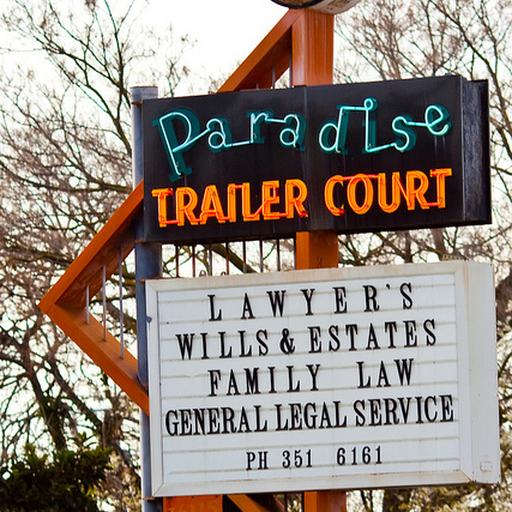 Paradise
TRAILER COURT
LAWYER'S
WILLS & ESTATES
FAMILY LAW
GENERAL LEGAL SERVICE
PH 351 6161